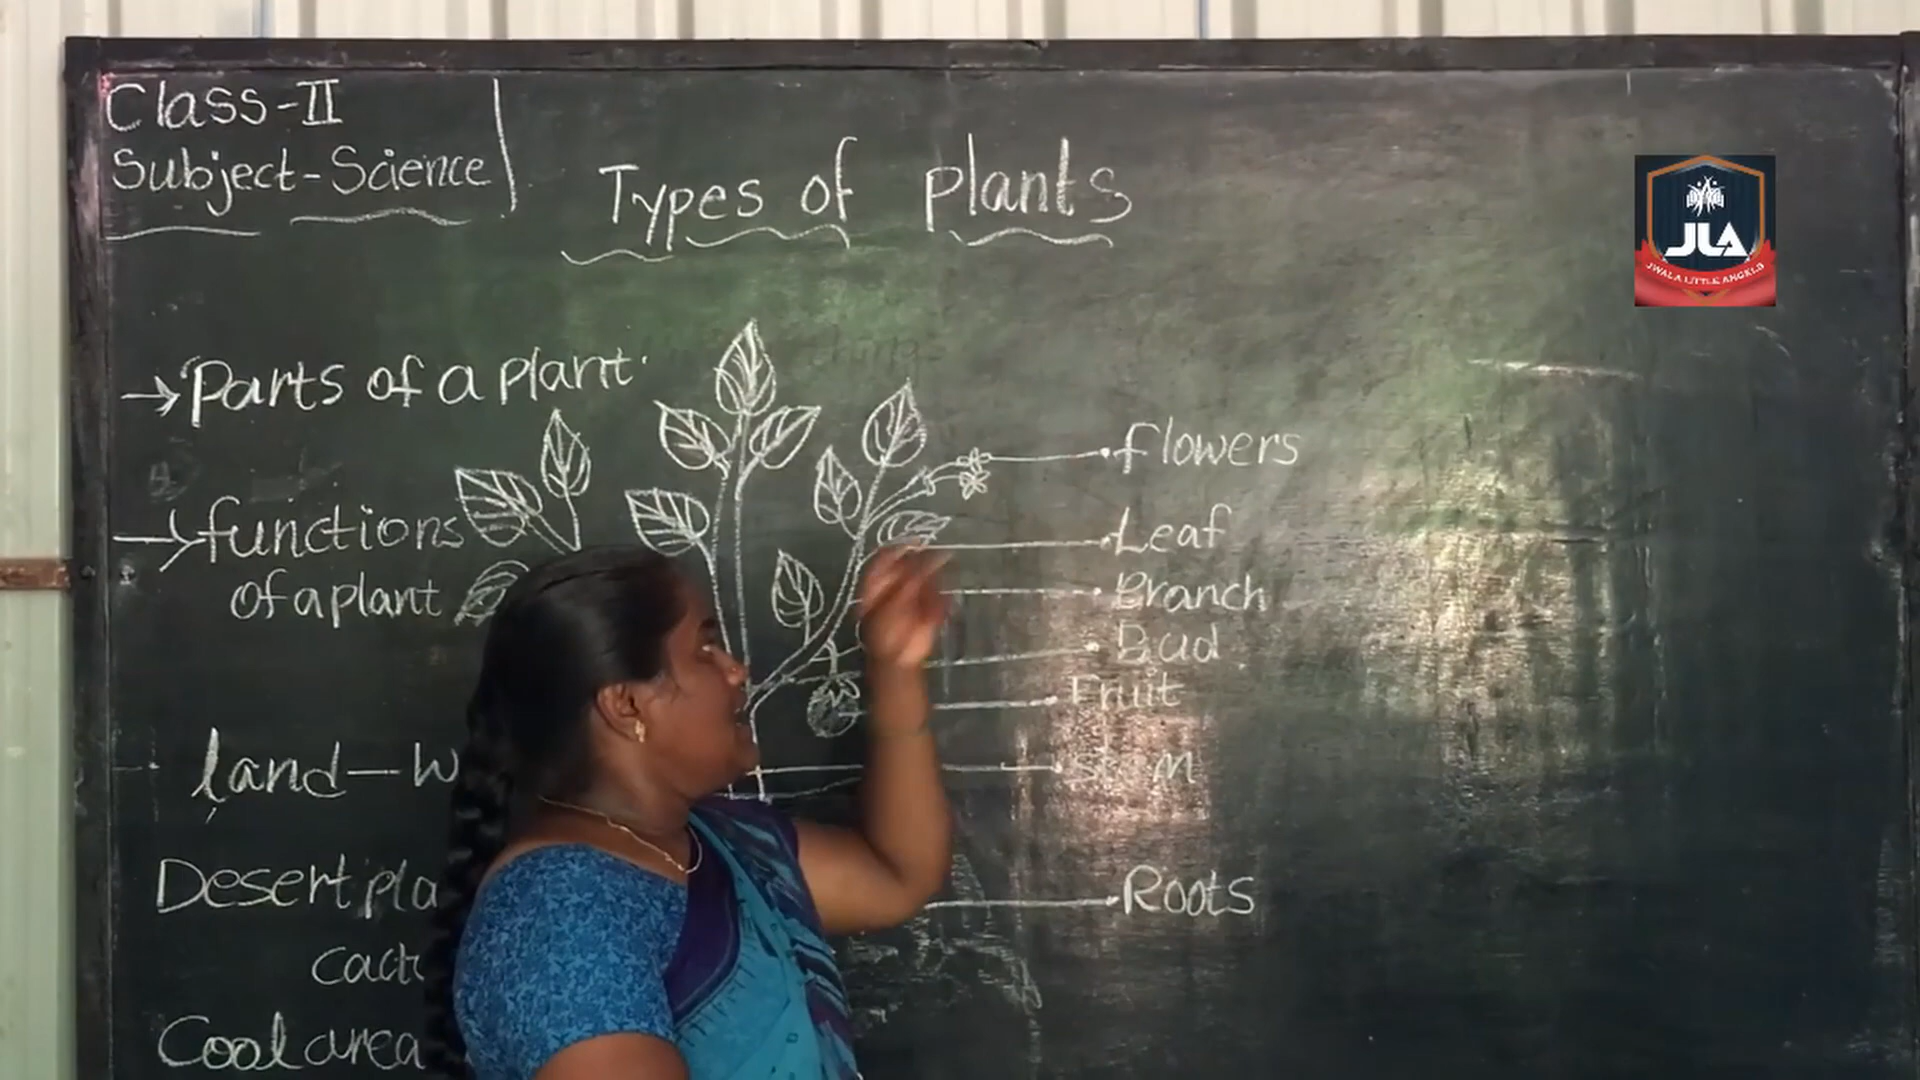 Class-II
Subject-Science
Types of plants
JLA
JWALA LITTLE ANGELS
→Parts of a plant.
flowers
→functions
of a plant
Leaf
Branch
Bud
Fruit
land-W
Stem
Desert pla
Roots
cact
Cool area